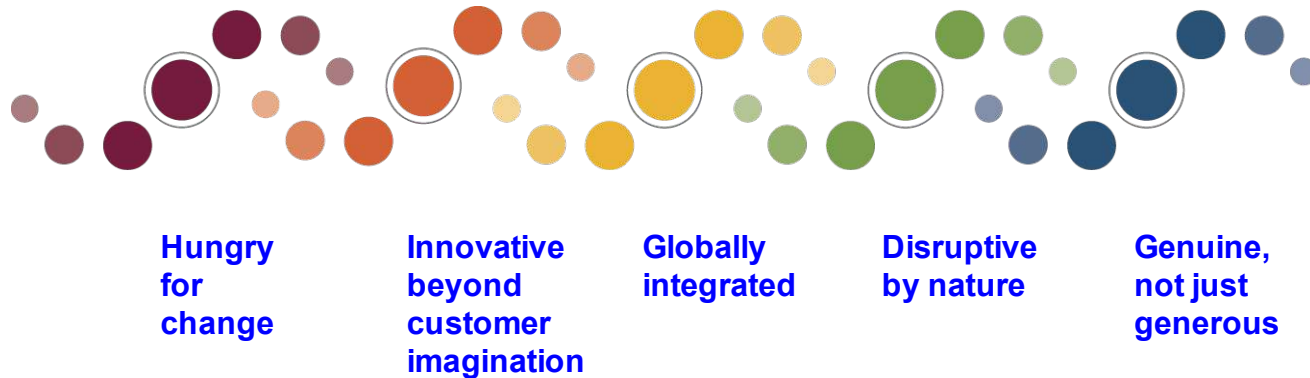 Hungry
for
change
Innovative
beyond
customer
imagination
Globally
integrated
Disruptive
by nature
Genuine,
not just
generous